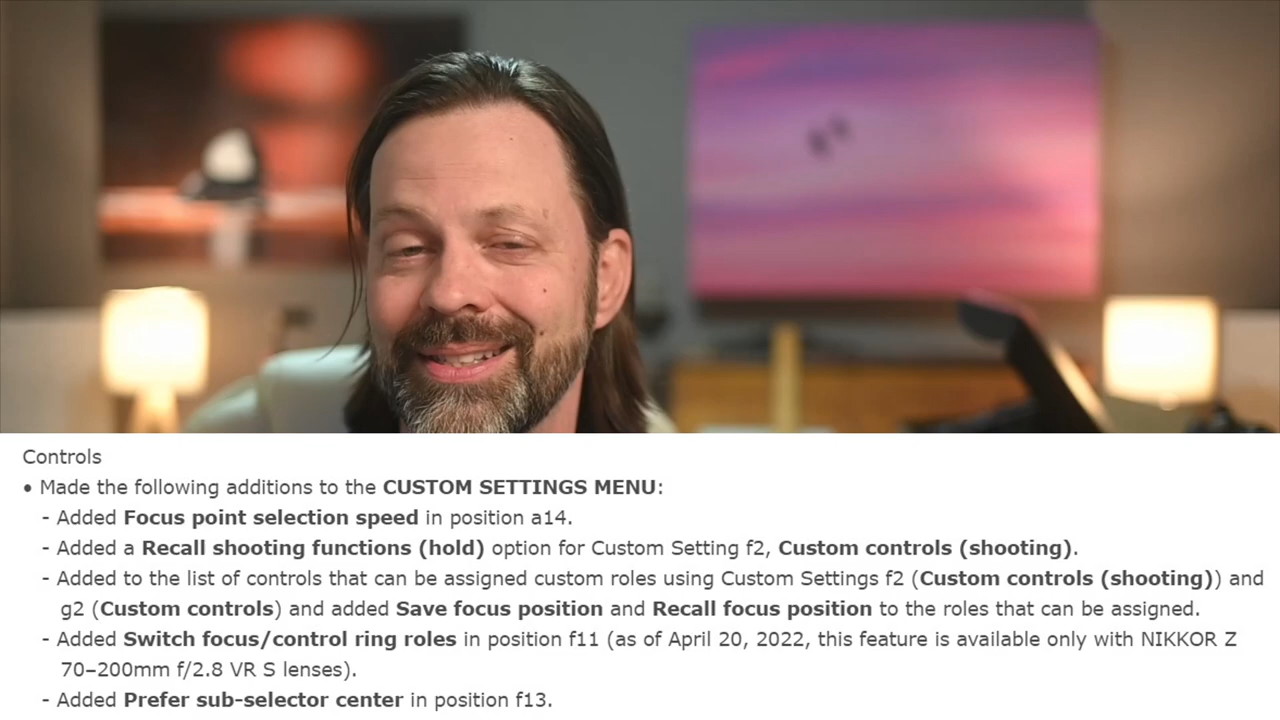 Controls
• Made the following additions to the CUSTOM SETTINGS MENU:
- Added Focus point selection speed in position a14.
- Added a Recall shooting functions (hold) option for Custom Setting f2, Custom controls (shooting).
- Added to the list of controls that can be assigned custom roles using Custom Settings f2 (Custom controls (shooting)) and
g2 (Custom controls) and added Save focus position and Recall focus position to the roles that can be assigned.
- Added Switch focus/control ring roles in position f11 (as of April 20, 2022, this feature is available only with NIKKOR Z
70–200mm f/2.8 VR S lenses).
- Added Prefer sub-selector center in position f13.